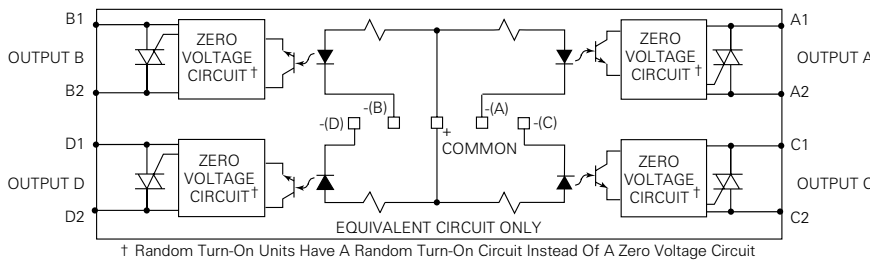 B1
A1
OUTPUT B
ZERO
VOLTAGE
CIRCUIT†
ZERO
VOLTAGE
CIRCUIT†
OUTPUT A
B2
A2
-(D)
-(B)
-(A)
-(C)
+
COMMON
D1
C1
OUTPUT D
ZERO
VOLTAGE
CIRCUIT†
ZERO
VOLTAGE
CIRCUIT†
OUTPUT C
D2
C2
EQUIVALENT CIRCUIT ONLY
† Random Turn-On Units Have A Random Turn-On Circuit Instead Of A Zero Voltage Circuit